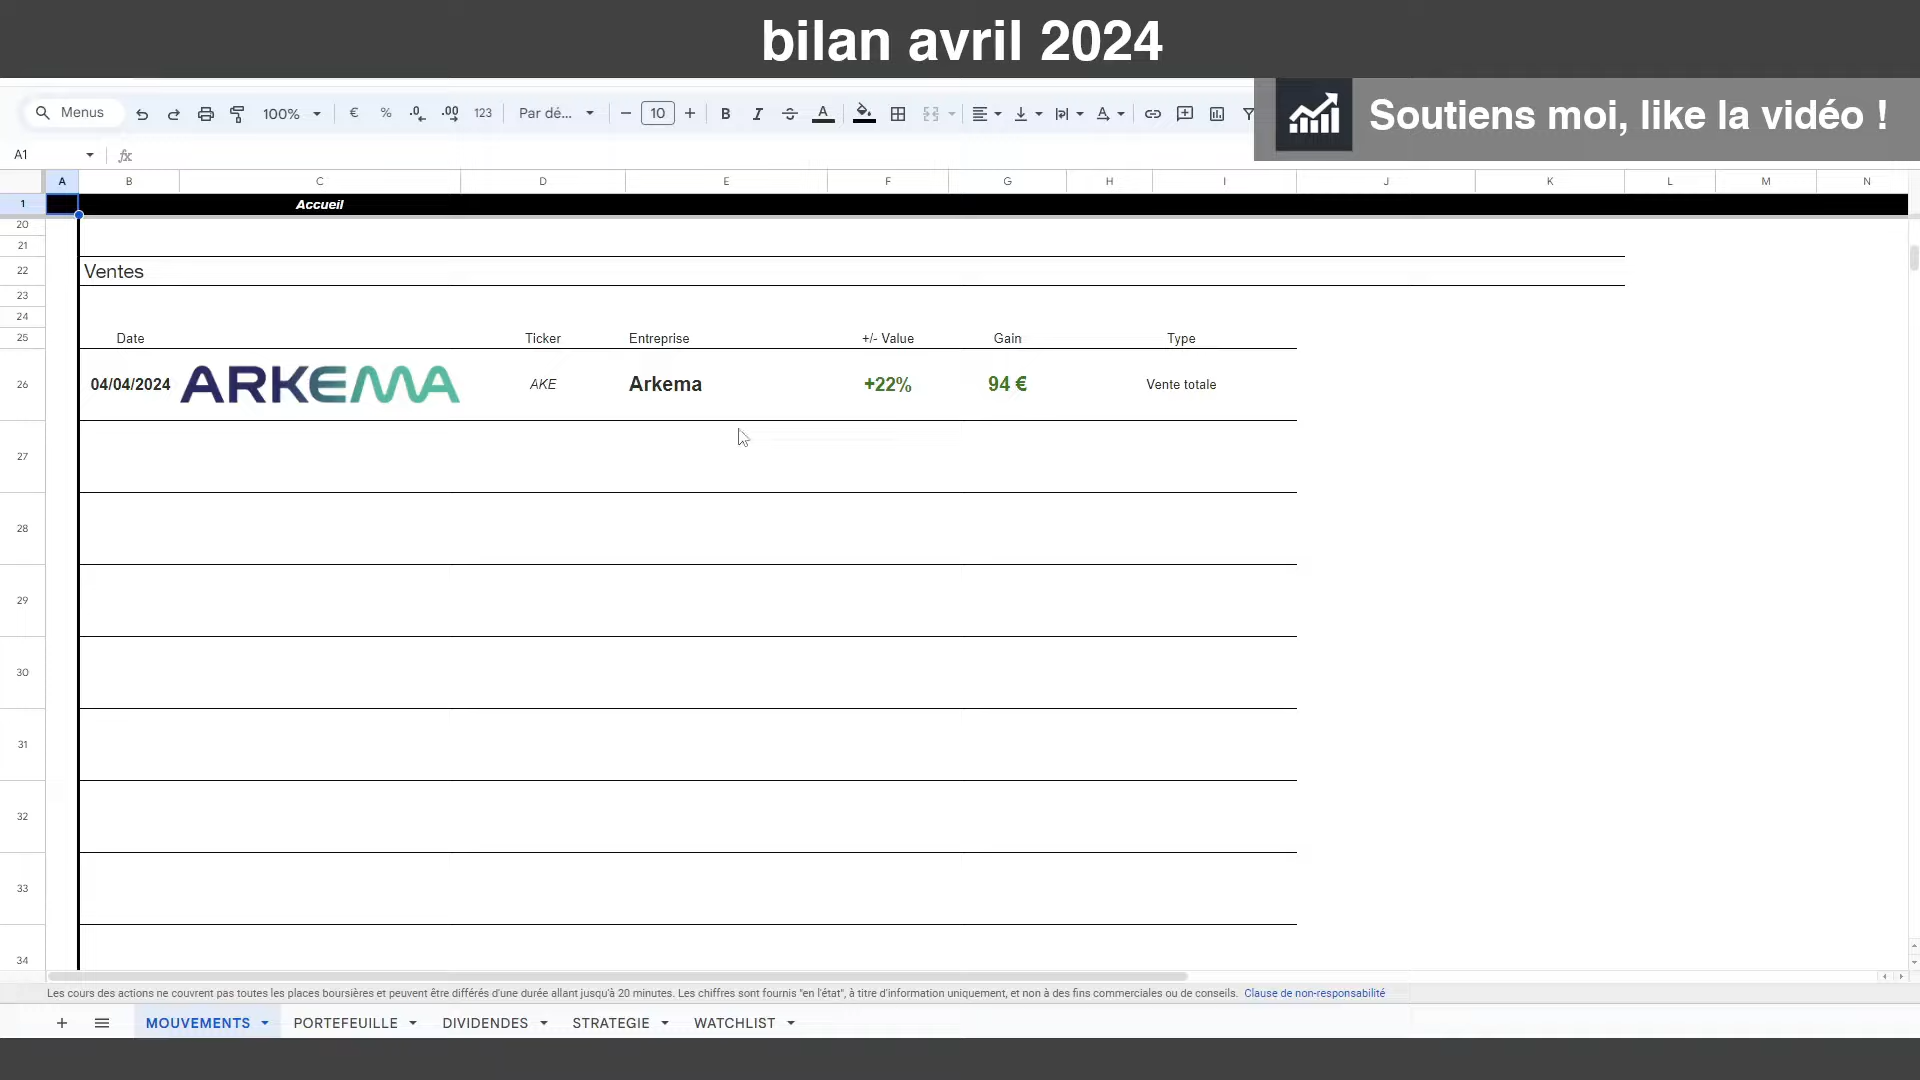 bilan avril 2024
Soutiens moi, like la vidéo !
Menus
100%
€
%
.0
.00
123
Par dé...
10
B
I
A
A
A1
fx
A B C D E F G H I J K L M N
1 Accueil
20
21
22 Ventes
23
24
25 Date Ticker Entreprise +/- Value Gain Type
26 04/04/2024 ARKEMA AKE Arkema +22% 94 € Vente totale
27
28
29
30
31
32
33
34
Les cours des actions ne couvrent pas toutes les places boursières et peuvent être différés d'une durée allant jusqu'à 20 minutes. Les chiffres sont fournis "en l'état", à titre d'information uniquement, et non à des fins commerciales ou de conseils. Clause de non-responsabilité
MOUVEMENTS PORTEFEUILLE DIVIDENDES STRATEGIE WATCHLIST